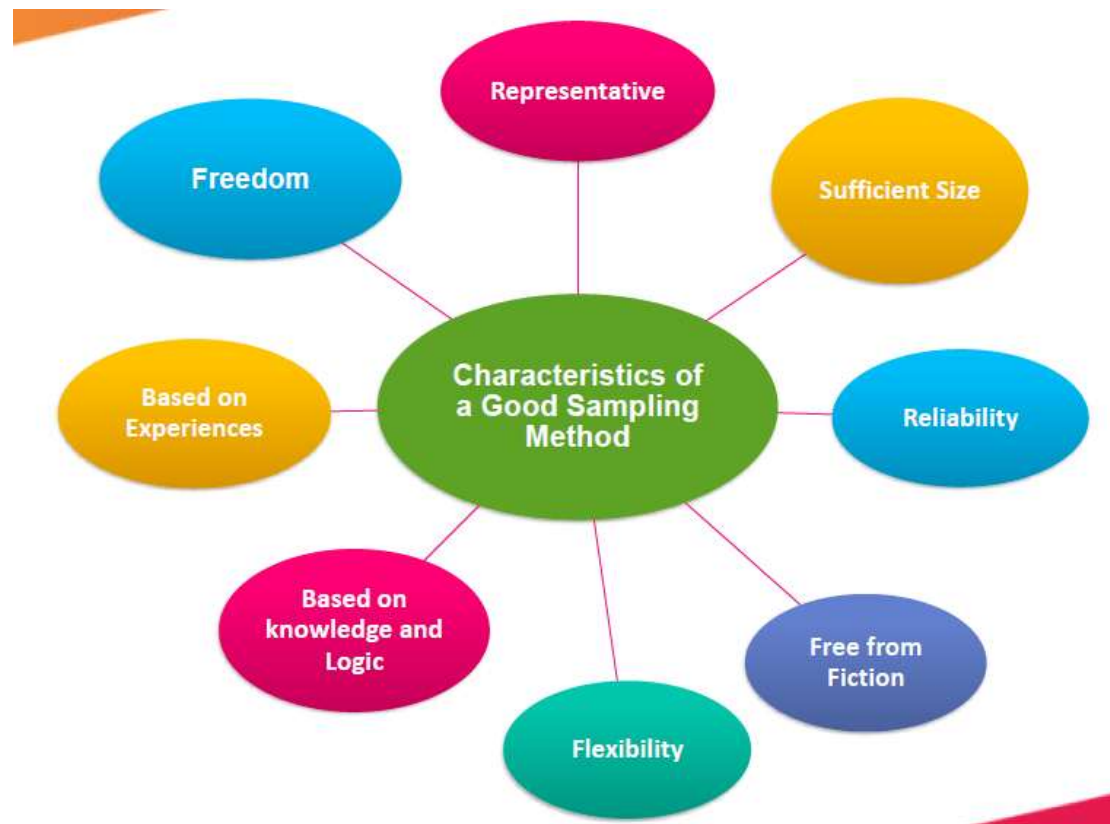 Representative
Sufficient Size
Freedom
Characteristics of
a Good Sampling
Method
Based on
Experiences
Reliability
Based on
knowledge and
Logic
Free from
Fiction
Flexibility